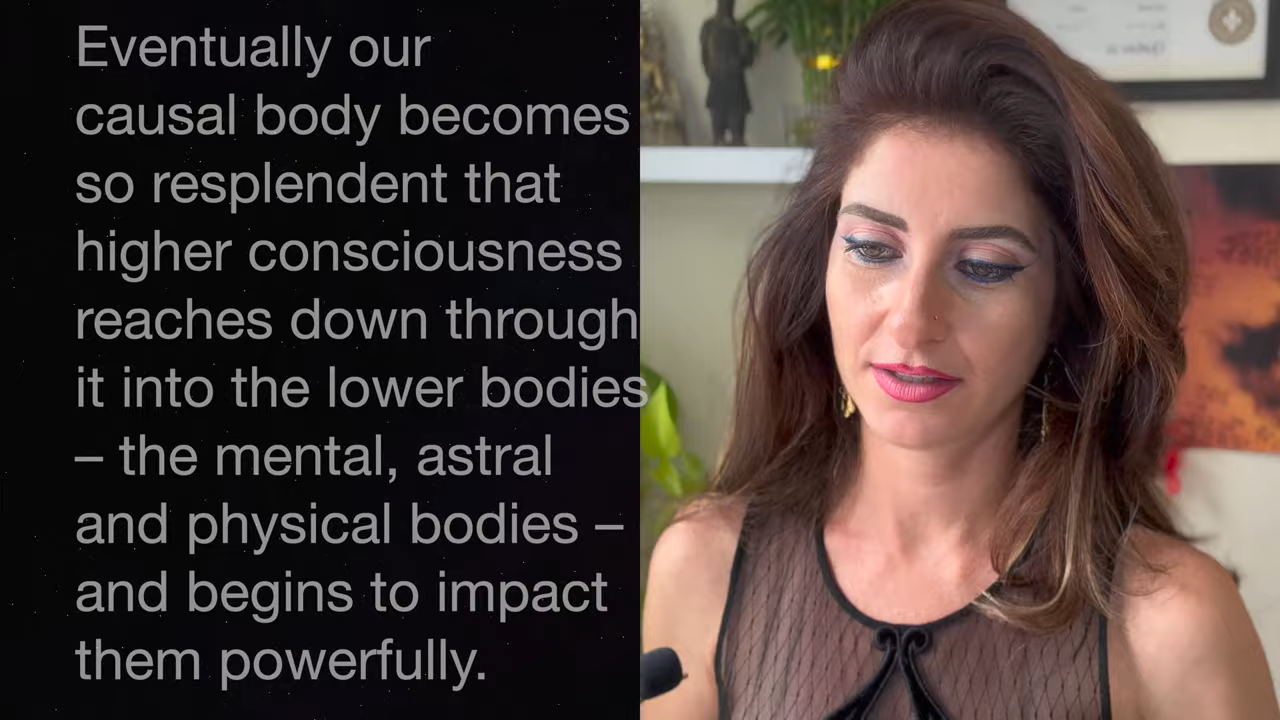 Eventually our
causal body becomes
so resplendent that
higher consciousness
reaches down through
it into the lower bodies
– the mental, astral
and physical bodies –
and begins to impact
them powerfully.